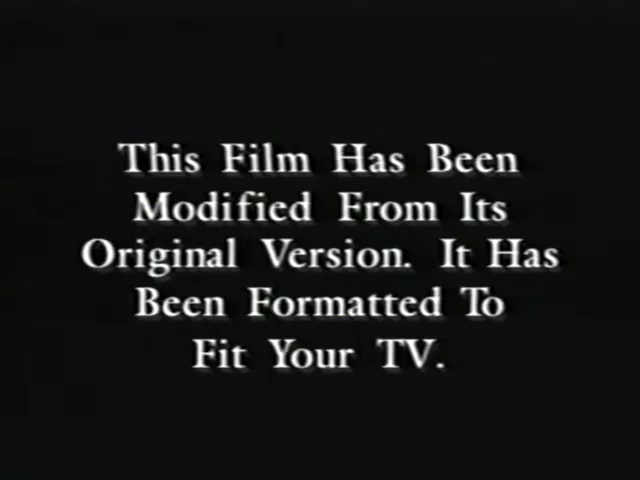 This Film Has Been
Modified From Its
Original Version. It Has
Been Formatted To
Fit Your TV.